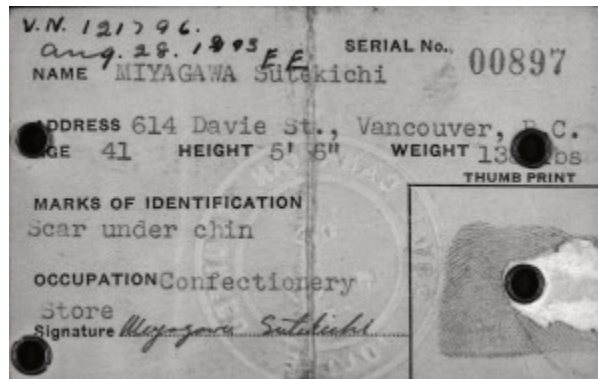 V.N. 121796.
Aug. 28. 1893 E.E.
SERIAL No. 00897
NAME MIYAGAWA Sutekichi
ADDRESS 614 Davie St., Vancouver, B.C.
AGE 41 HEIGHT 5' 6" WEIGHT lbs
THUMB PRINT
MARKS OF IDENTIFICATION
Scar under chin
OCCUPATION Confectionery
Store
Signature Miyagawa Sutekichi